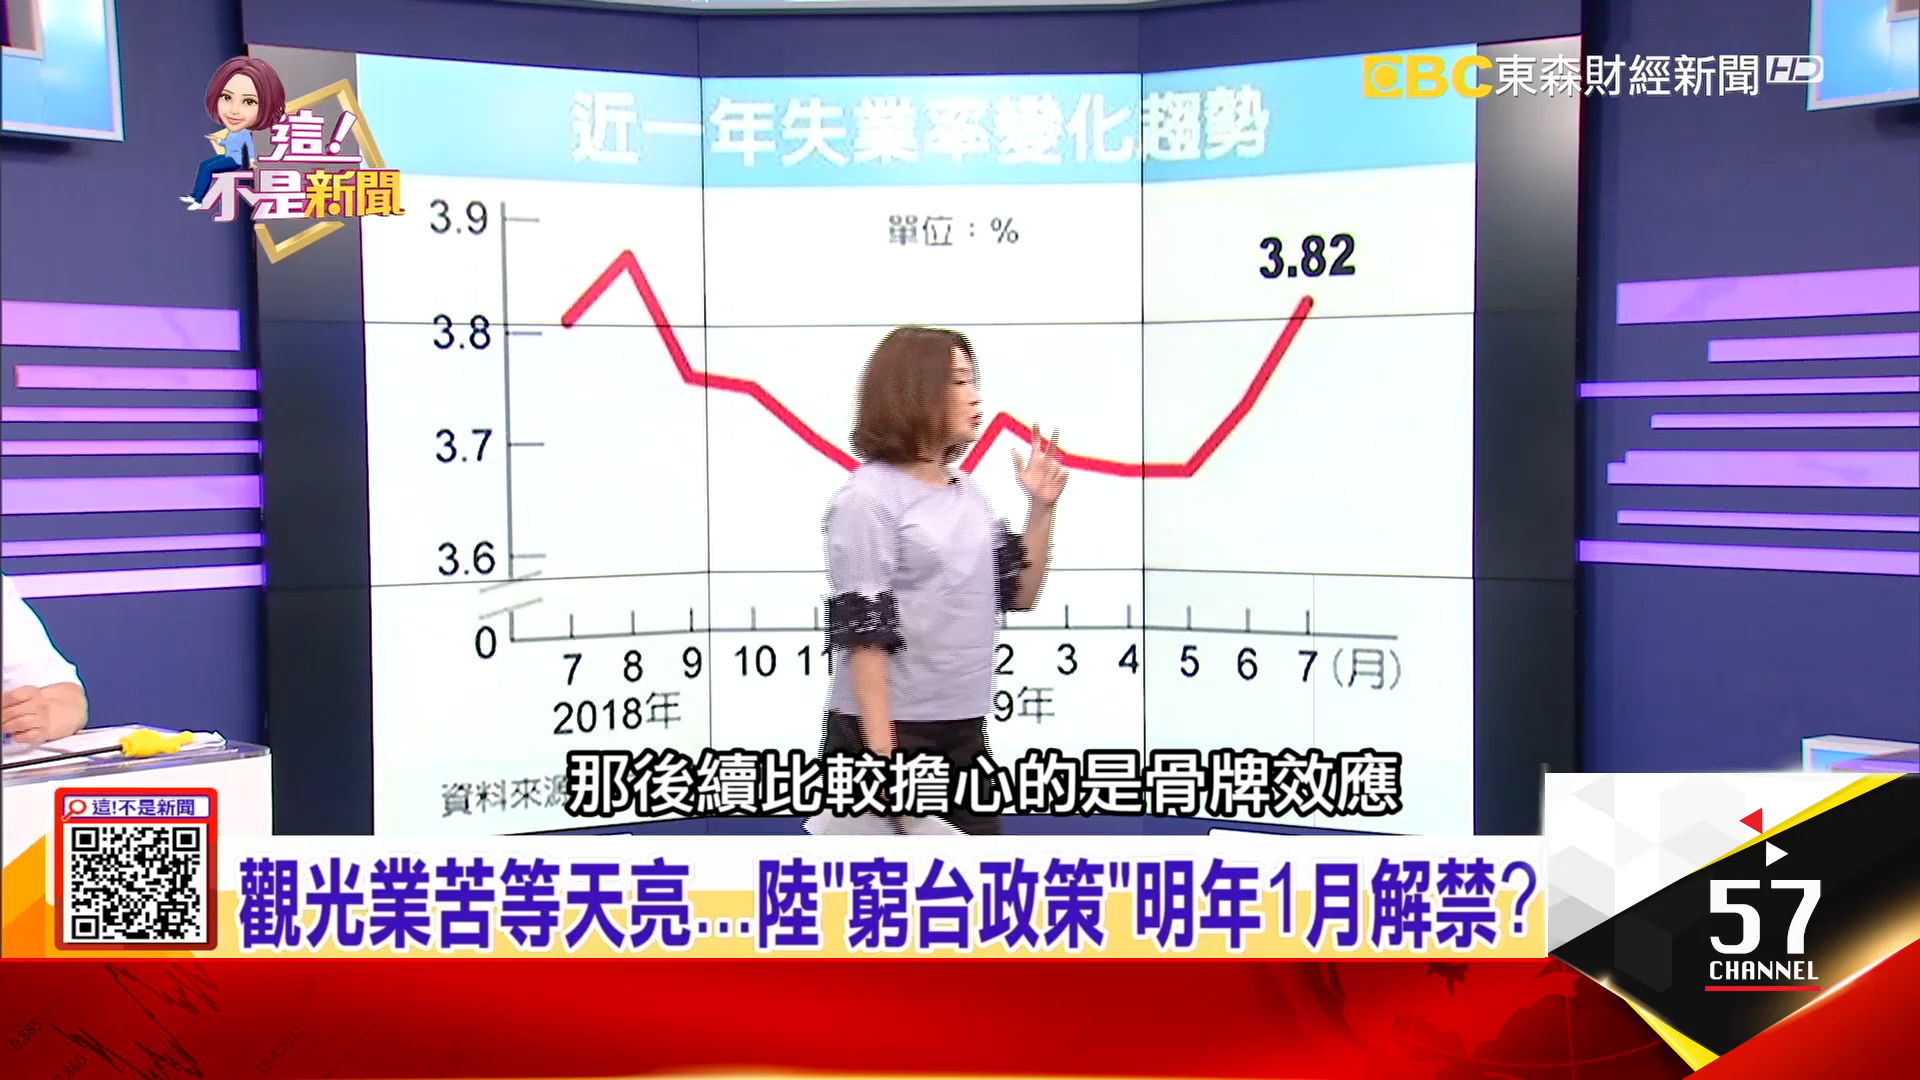 EBC東森財經新聞HD
這!
不是新聞
近一年失業率變化趨勢
單位：%
3.9
3.82
3.8
3.7
3.6
0
7 8 9 10 11 2 3 4 5 6 7 (月)
2018年 9年
資料來源
那後續比較擔心的是骨牌效應
這!不是新聞
觀光業苦等天亮...陸"窮台政策"明年1月解禁?
57
CHANNEL